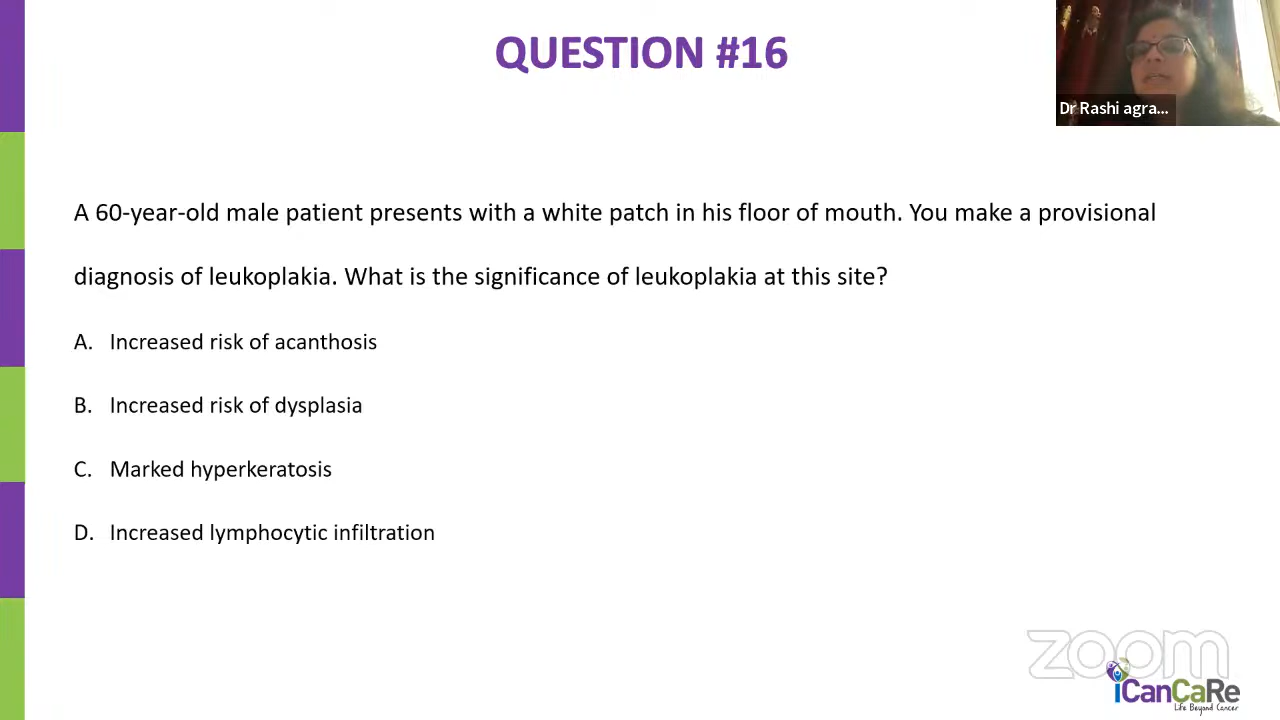 QUESTION #16
Dr Rashi agra...
A 60-year-old male patient presents with a white patch in his floor of mouth. You make a provisional
diagnosis of leukoplakia. What is the significance of leukoplakia at this site?
A. Increased risk of acanthosis
B. Increased risk of dysplasia
C. Marked hyperkeratosis
D. Increased lymphocytic infiltration
zoom
iCanCaRe
Life Beyond Cancer